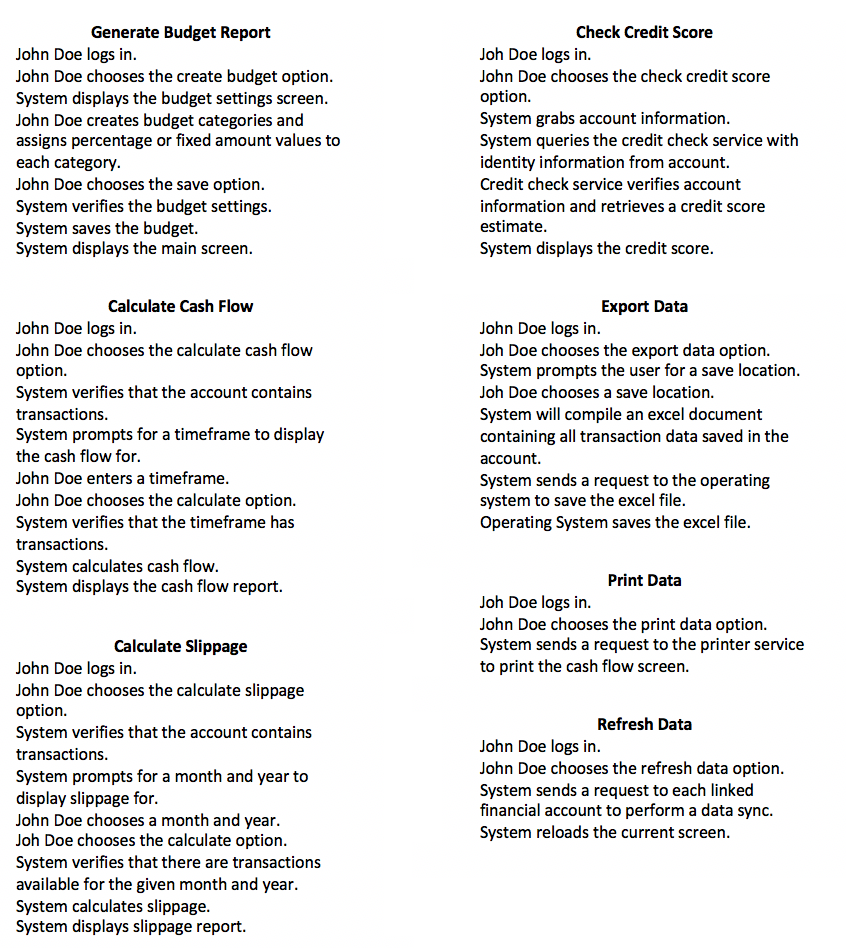 Generate Budget Report
John Doe logs in.
John Doe chooses the create budget option.
System displays the budget settings screen.
John Doe creates budget categories and
assigns percentage or fixed amount values to
each category.
John Doe chooses the save option.
System verifies the budget settings.
System saves the budget.
System displays the main screen.
Calculate Cash Flow
John Doe logs in.
John Doe chooses the calculate cash flow
option.
System verifies that the account contains
transactions.
System prompts for a timeframe to display
the cash flow for.
John Doe enters a timeframe.
John Doe chooses the calculate option.
System verifies that the timeframe has
transactions.
System calculates cash flow.
System displays the cash flow report.
Calculate Slippage
John Doe logs in.
John Doe chooses the calculate slippage
option.
System verifies that the account contains
transactions.
System prompts for a month and year to
display slippage for.
John Doe chooses a month and year.
Joh Doe chooses the calculate option.
System verifies that there are transactions
available for the given month and year.
System calculates slippage.
System displays slippage report.
Check Credit Score
Joh Doe logs in.
John Doe chooses the check credit score
option.
System grabs account information.
System queries the credit check service with
identity information from account.
Credit check service verifies account
information and retrieves a credit score
estimate.
System displays the credit score.
Export Data
John Doe logs in.
Joh Doe chooses the export data option.
System prompts the user for a save location.
Joh Doe chooses a save location.
System will compile an excel document
containing all transaction data saved in the
account.
System sends a request to the operating
system to save the excel file.
Operating System saves the excel file.
Print Data
Joh Doe logs in.
John Doe chooses the print data option.
System sends a request to the printer service
to print the cash flow screen.
Refresh Data
John Doe logs in.
John Doe chooses the refresh data option.
System sends a request to each linked
financial account to perform a data sync.
System reloads the current screen.